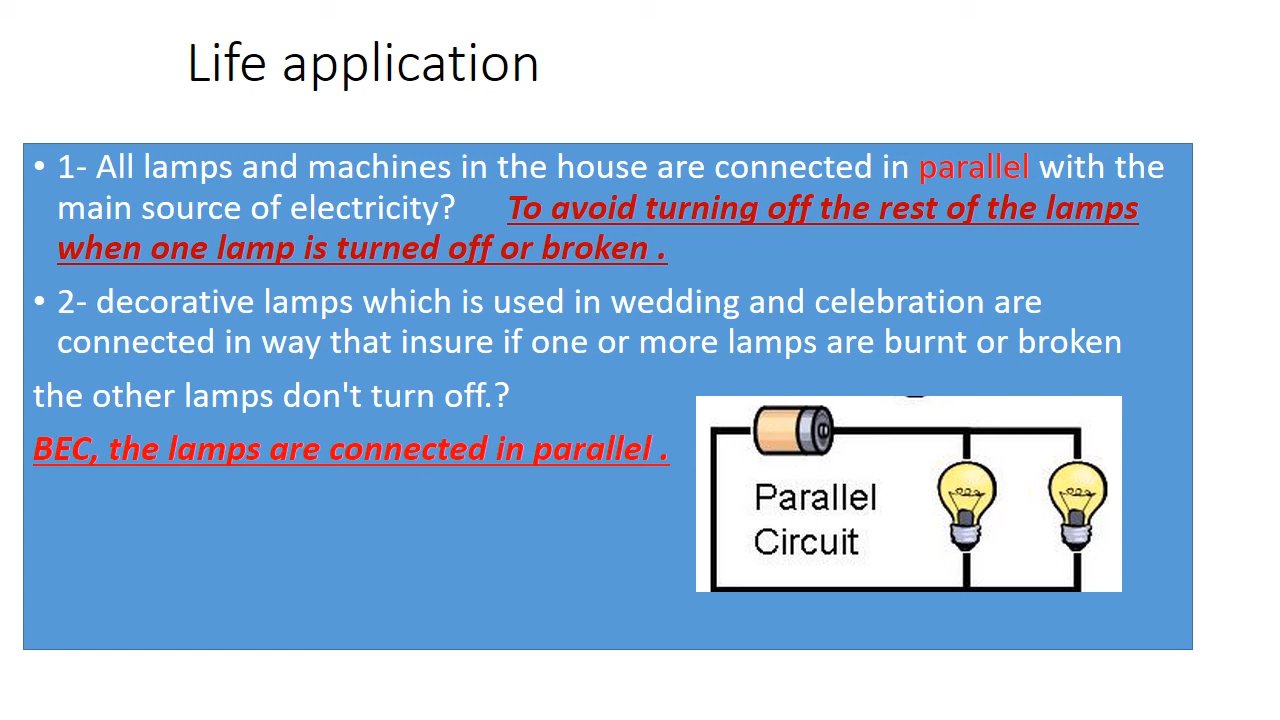 Life application
• 1- All lamps and machines in the house are connected in parallel with the
main source of electricity? To avoid turning off the rest of the lamps
when one lamp is turned off or broken .
• 2- decorative lamps which is used in wedding and celebration are
connected in way that insure if one or more lamps are burnt or broken
the other lamps don't turn off.?
BEC, the lamps are connected in parallel .
Parallel
Circuit